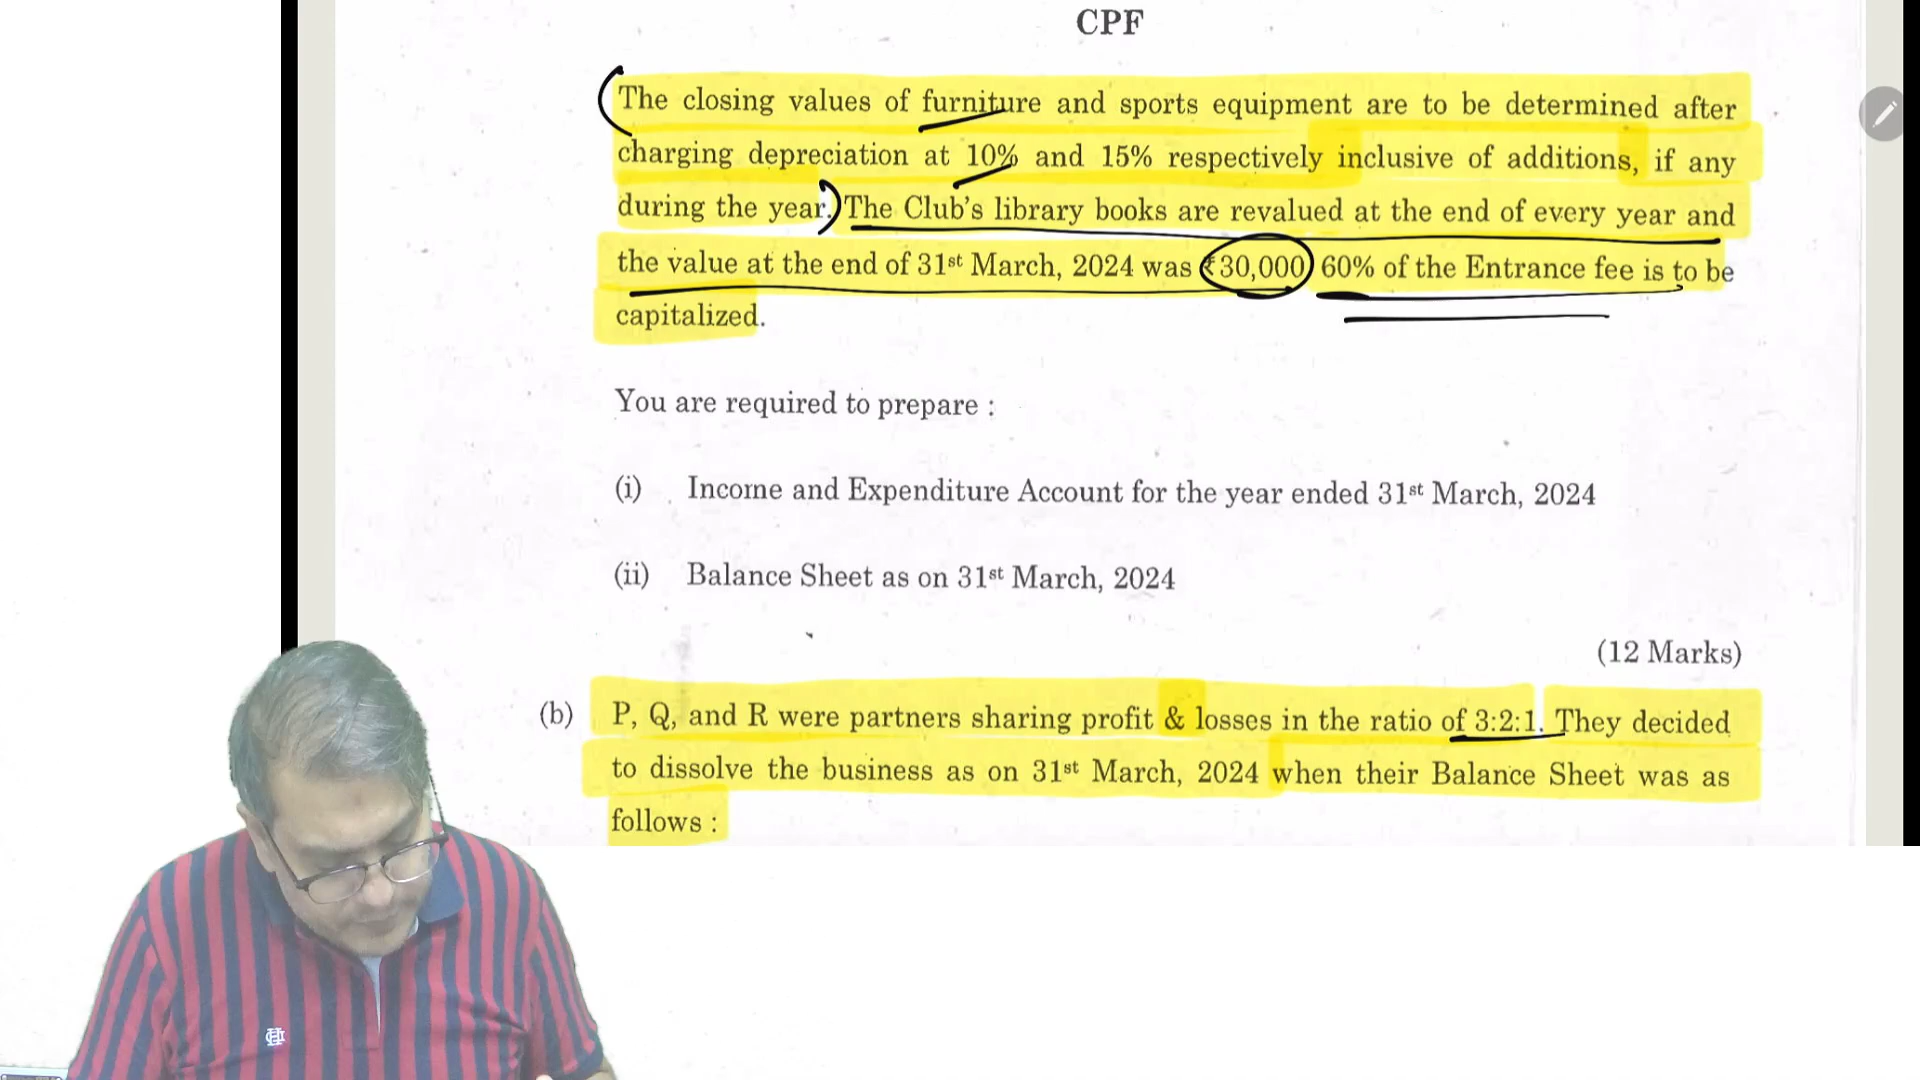 CPF
The closing values of furniture and sports equipment are to be determined after
charging depreciation at 10% and 15% respectively inclusive of additions, if any
during the year. The Club's library books are revalued at the end of every year and
the value at the end of 31st March, 2024 was ₹30,000 60% of the Entrance fee is to be
capitalized.
You are required to prepare :
(i) Income and Expenditure Account for the year ended 31st March, 2024
(ii) Balance Sheet as on 31st March, 2024
(12 Marks)
(b) P, Q, and R were partners sharing profit & losses in the ratio of 3:2:1. They decided
to dissolve the business as on 31st March, 2024 when their Balance Sheet was as
follows :